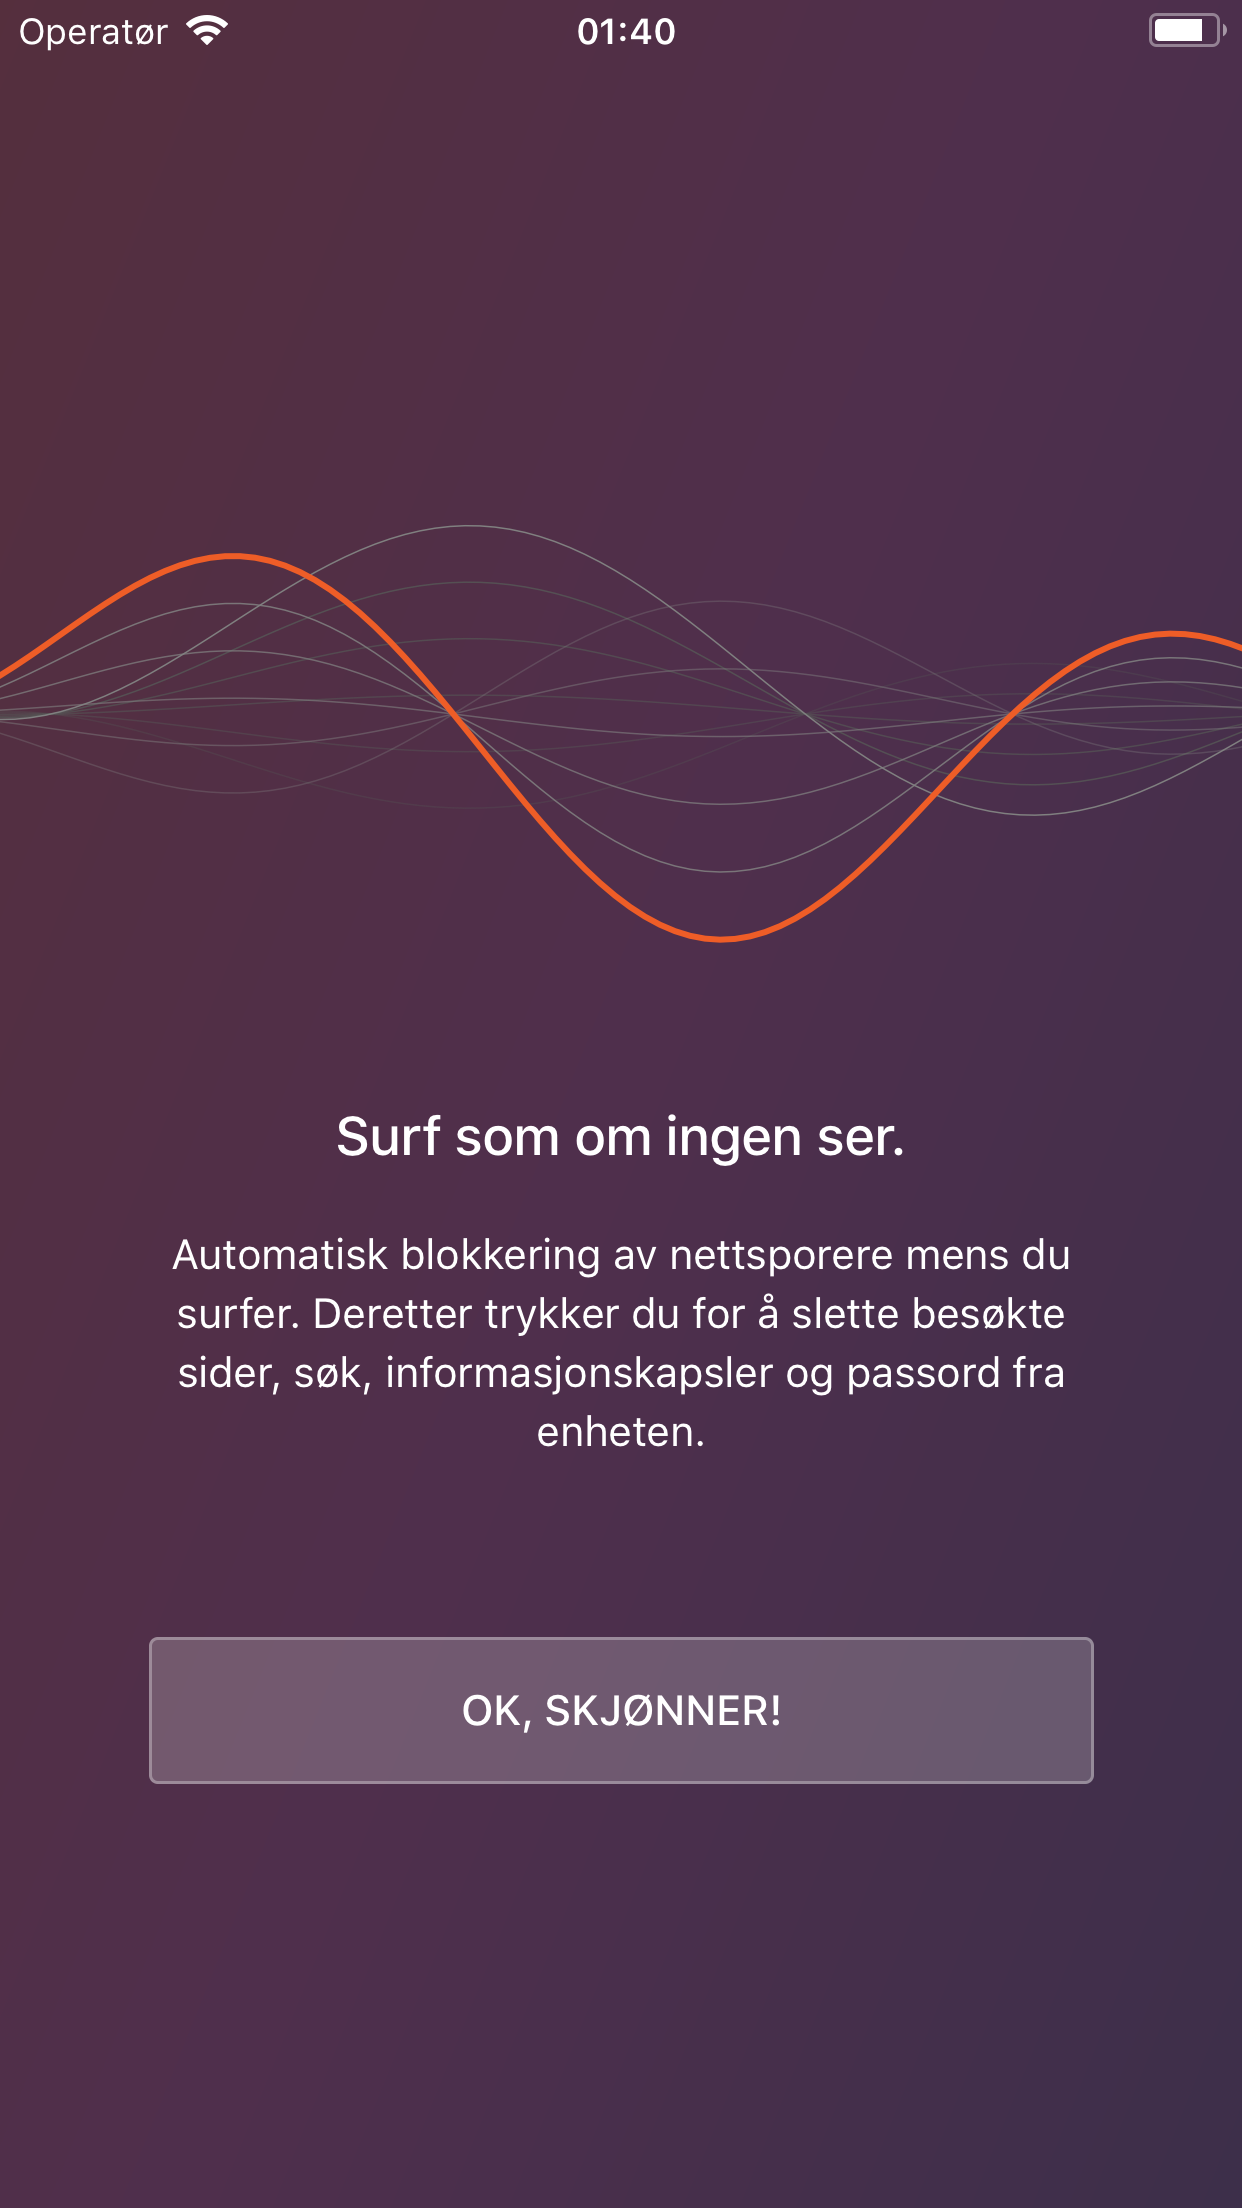 Operatør
01:40
Surf som om ingen ser.
Automatisk blokkering av nettsporere mens du
surfer. Deretter trykker du for å slette besøkte
sider, søk, informasjonskapsler og passord fra
enheten.
OK, SKJØNNER!